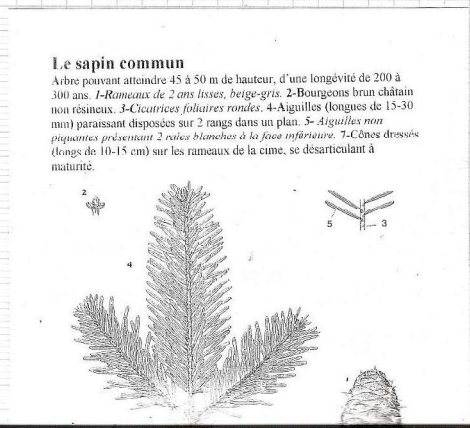 Le sapin commun
Arbre pouvant atteindre 45 à 50 m de hauteur, d'une longévité de 200 à
300 ans. 1-Rameaux de 2 ans lisses, beige-gris. 2-Bourgeons brun châtain
non résineux. 3-Cicatrices foliaires rondes. 4-Aiguilles (longues de 15-30
mm) paraissant disposées sur 2 rangs dans un plan. 5- Aiguilles non
piquantes présentant 2 raies blanches à la face inférieure. 7-Cônes dressés
(longs de 10-15 cm) sur les rameaux de la cime, se désarticulant à
maturité.
2
5
3
4